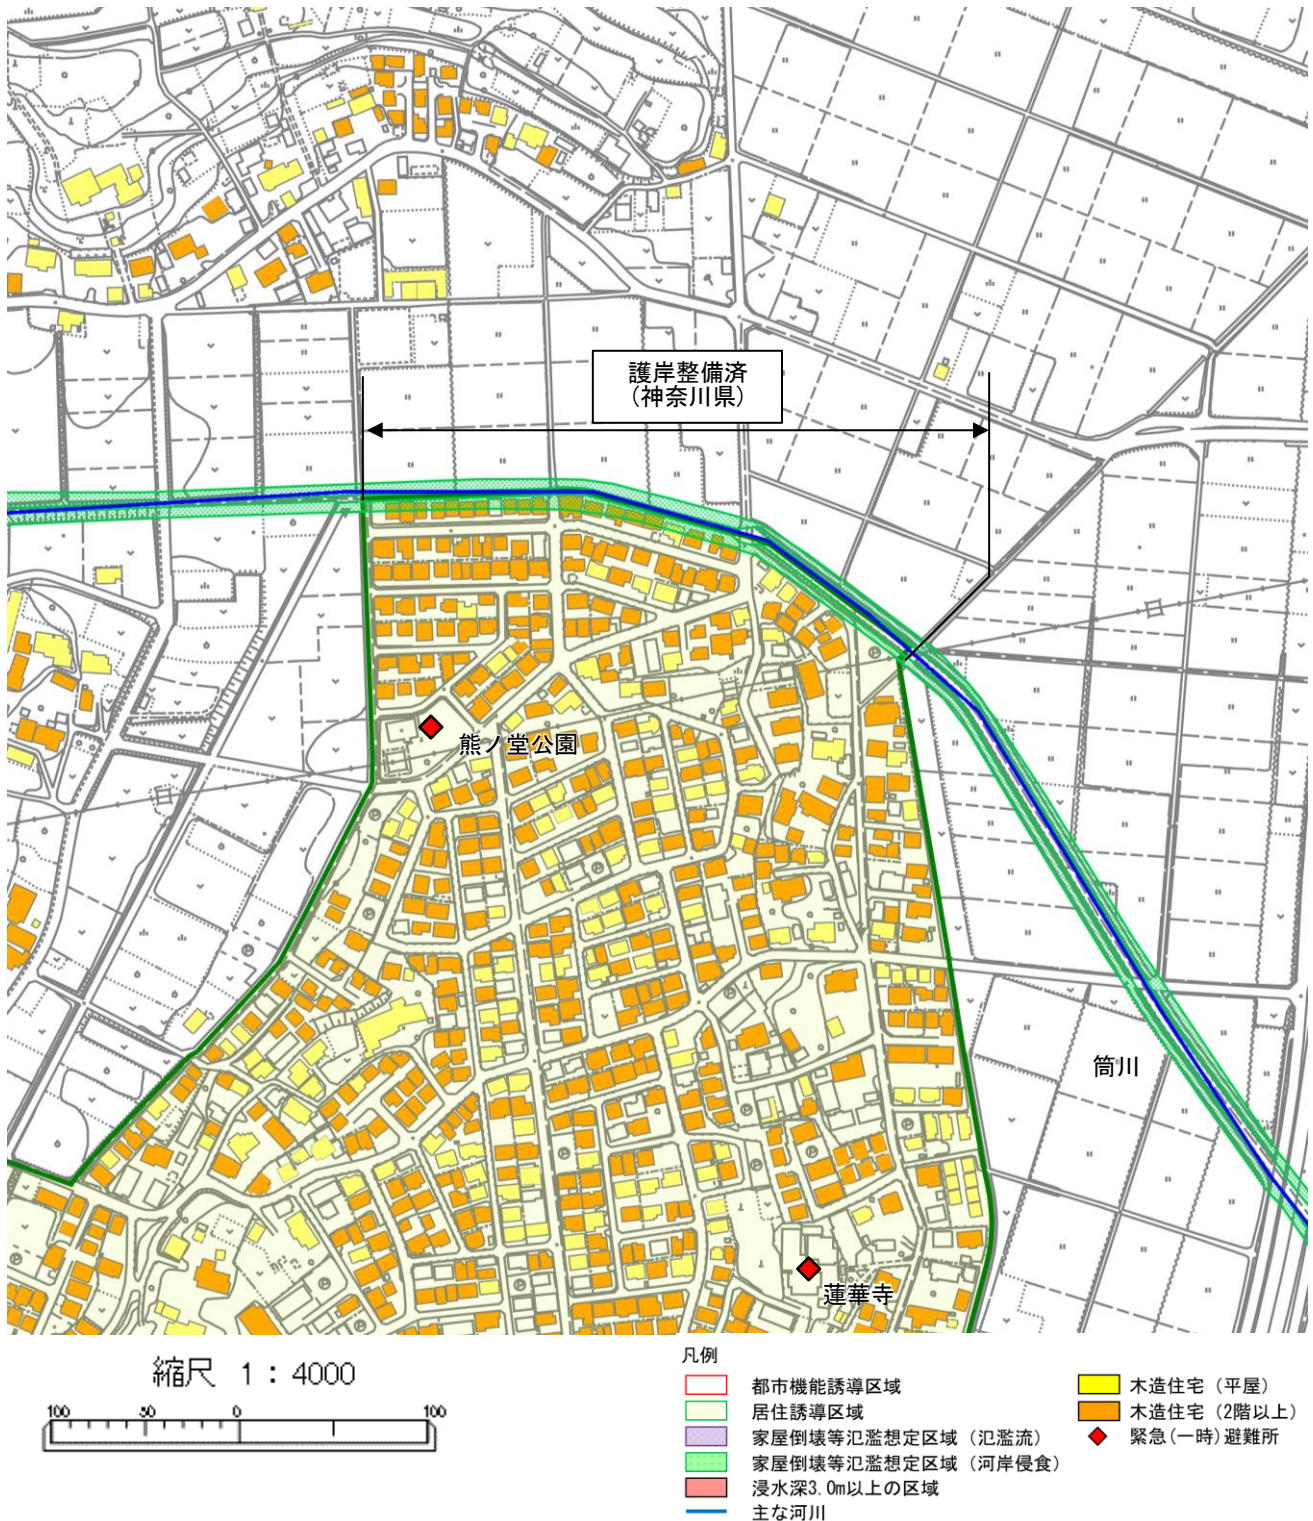 護岸整備済
（神奈川県）
熊ノ堂公園
筒川
蓮華寺
縮尺 1：4000
100 50 0 100
凡例
都市機能誘導区域
居住誘導区域
家屋倒壊等氾濫想定区域（氾濫流）
家屋倒壊等氾濫想定区域（河岸侵食）
浸水深3.0m以上の区域
主な河川
木造住宅（平屋）
木造住宅（2階以上）
緊急(一時)避難所